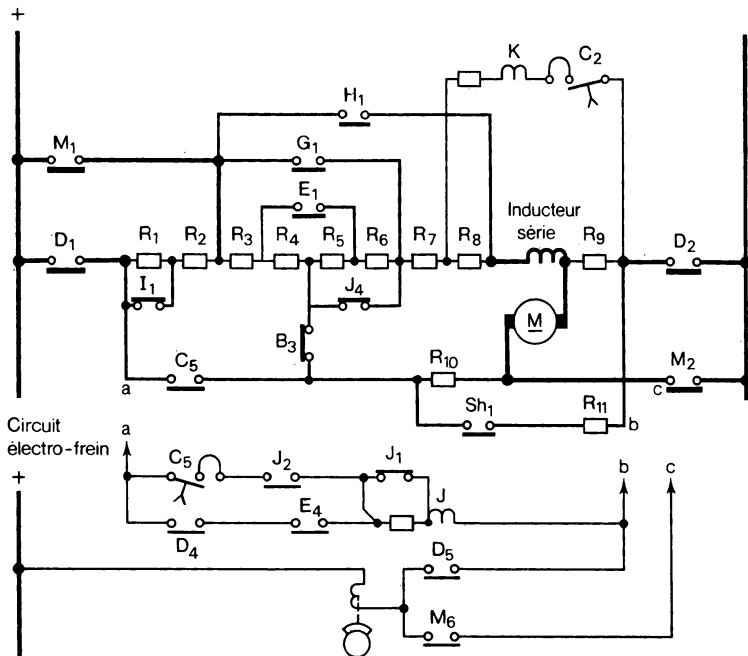 +
K C2
H1
M1 G1
E1
Inducteur
série
D1 R1 R2 R3 R4 R5 R6 R7 R8 R9 D2
I1 J4 M
B3
C5 R10 M2
a c
Sh1 R11 b
Circuit
électro-frein
a
+
C5 J2 J1 b c
J
D4 E4
D5
M6